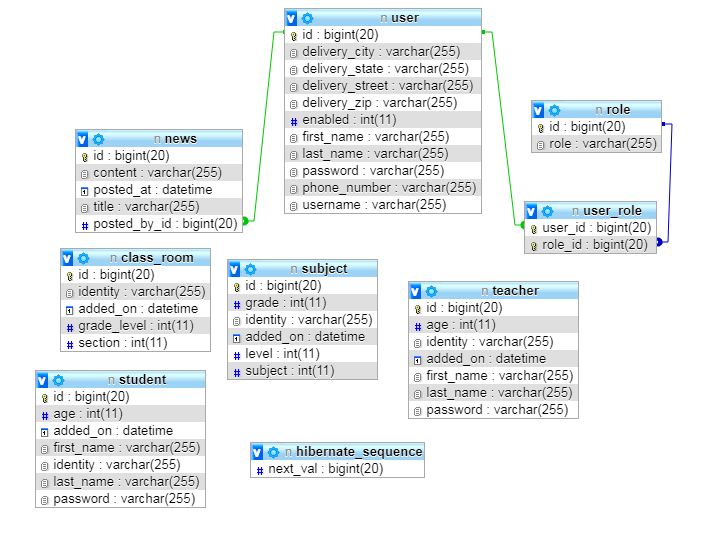 n user
id : bigint(20)
delivery_city : varchar(255)
delivery_state : varchar(255)
delivery_street : varchar(255)
delivery_zip : varchar(255)
enabled : int(11)
first_name : varchar(255)
last_name : varchar(255)
password : varchar(255)
phone_number : varchar(255)
username : varchar(255)
n role
id : bigint(20)
role : varchar(255)
n news
id : bigint(20)
content : varchar(255)
posted_at : datetime
title : varchar(255)
posted_by_id : bigint(20)
n user_role
user_id : bigint(20)
role_id : bigint(20)
n class_room
id : bigint(20)
identity : varchar(255)
added_on : datetime
grade_level : int(11)
section : int(11)
n subject
id : bigint(20)
grade : int(11)
identity : varchar(255)
added_on : datetime
level : int(11)
subject : int(11)
n teacher
id : bigint(20)
age : int(11)
identity : varchar(255)
added_on : datetime
first_name : varchar(255)
last_name : varchar(255)
password : varchar(255)
n student
id : bigint(20)
age : int(11)
added_on : datetime
first_name : varchar(255)
identity : varchar(255)
last_name : varchar(255)
password : varchar(255)
n hibernate_sequence
next_val : bigint(20)